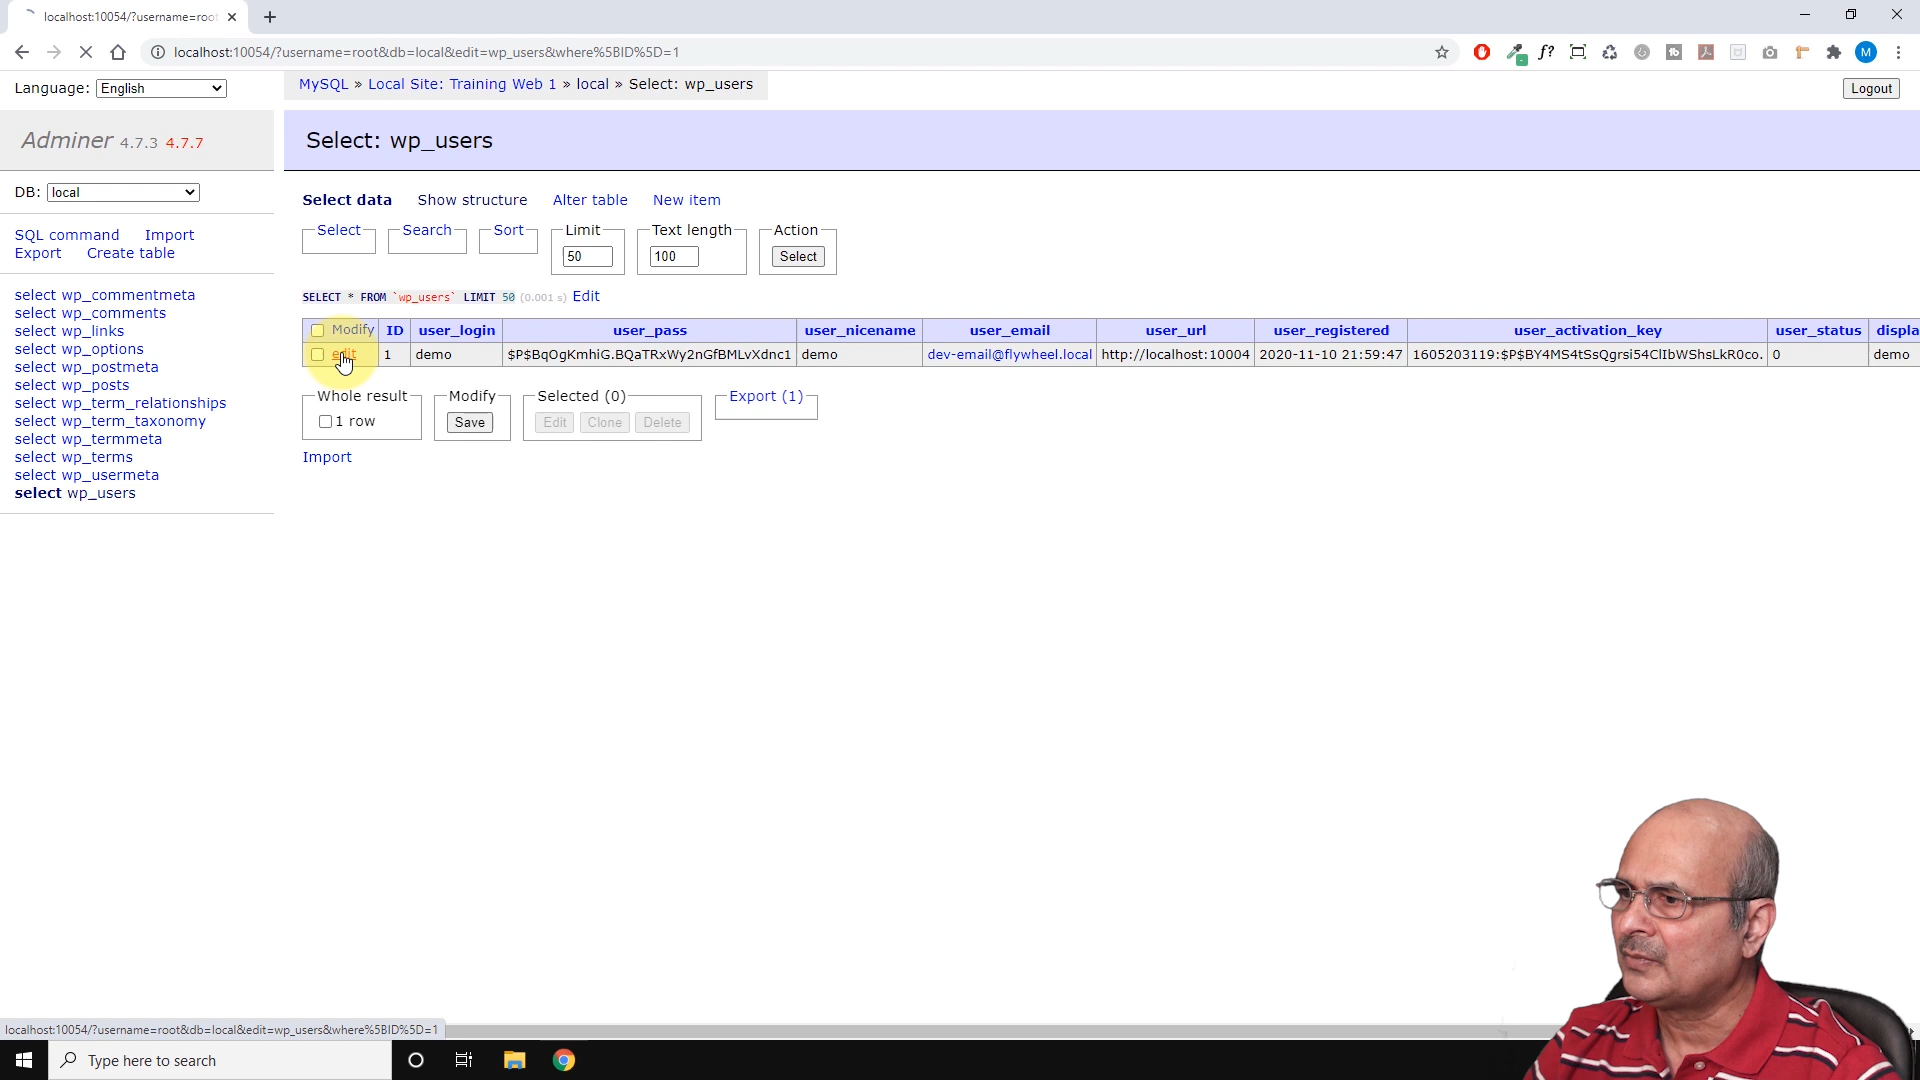 localhost:10054/?username=root
localhost:10054/?username=root&db=local&edit=wp_users&where%5BID%5D=1
f?
M
Language: English
MySQL » Local Site: Training Web 1 » local » Select: wp_users
Logout
Adminer 4.7.3 4.7.7
Select: wp_users
DB: local
Select data Show structure Alter table New item
SQL command Import
Export Create table
Select Search Sort Limit Text length Action
50 100 Select
SELECT * FROM `wp_users` LIMIT 50 (0.001 s) Edit
select wp_commentmeta
select wp_comments
select wp_links
select wp_options
select wp_postmeta
select wp_posts
select wp_term_relationships
select wp_term_taxonomy
select wp_termmeta
select wp_terms
select wp_usermeta
select wp_users
Modify ID user_login user_pass user_nicename user_email user_url user_registered user_activation_key user_status displa
edit 1 demo $P$BqOgKmhiG.BQaTRxWy2nGfBMLvXdnc1 demo dev-email@flywheel.local http://localhost:10004 2020-11-10 21:59:47 1605203119:$P$BY4MS4tSsQgrsi54ClIbWShsLkR0co. 0 demo
Whole result Modify Selected (0) Export (1)
1 row Save Edit Clone Delete
Import
localhost:10054/?username=root&db=local&edit=wp_users&where%5BID%5D=1
Type here to search